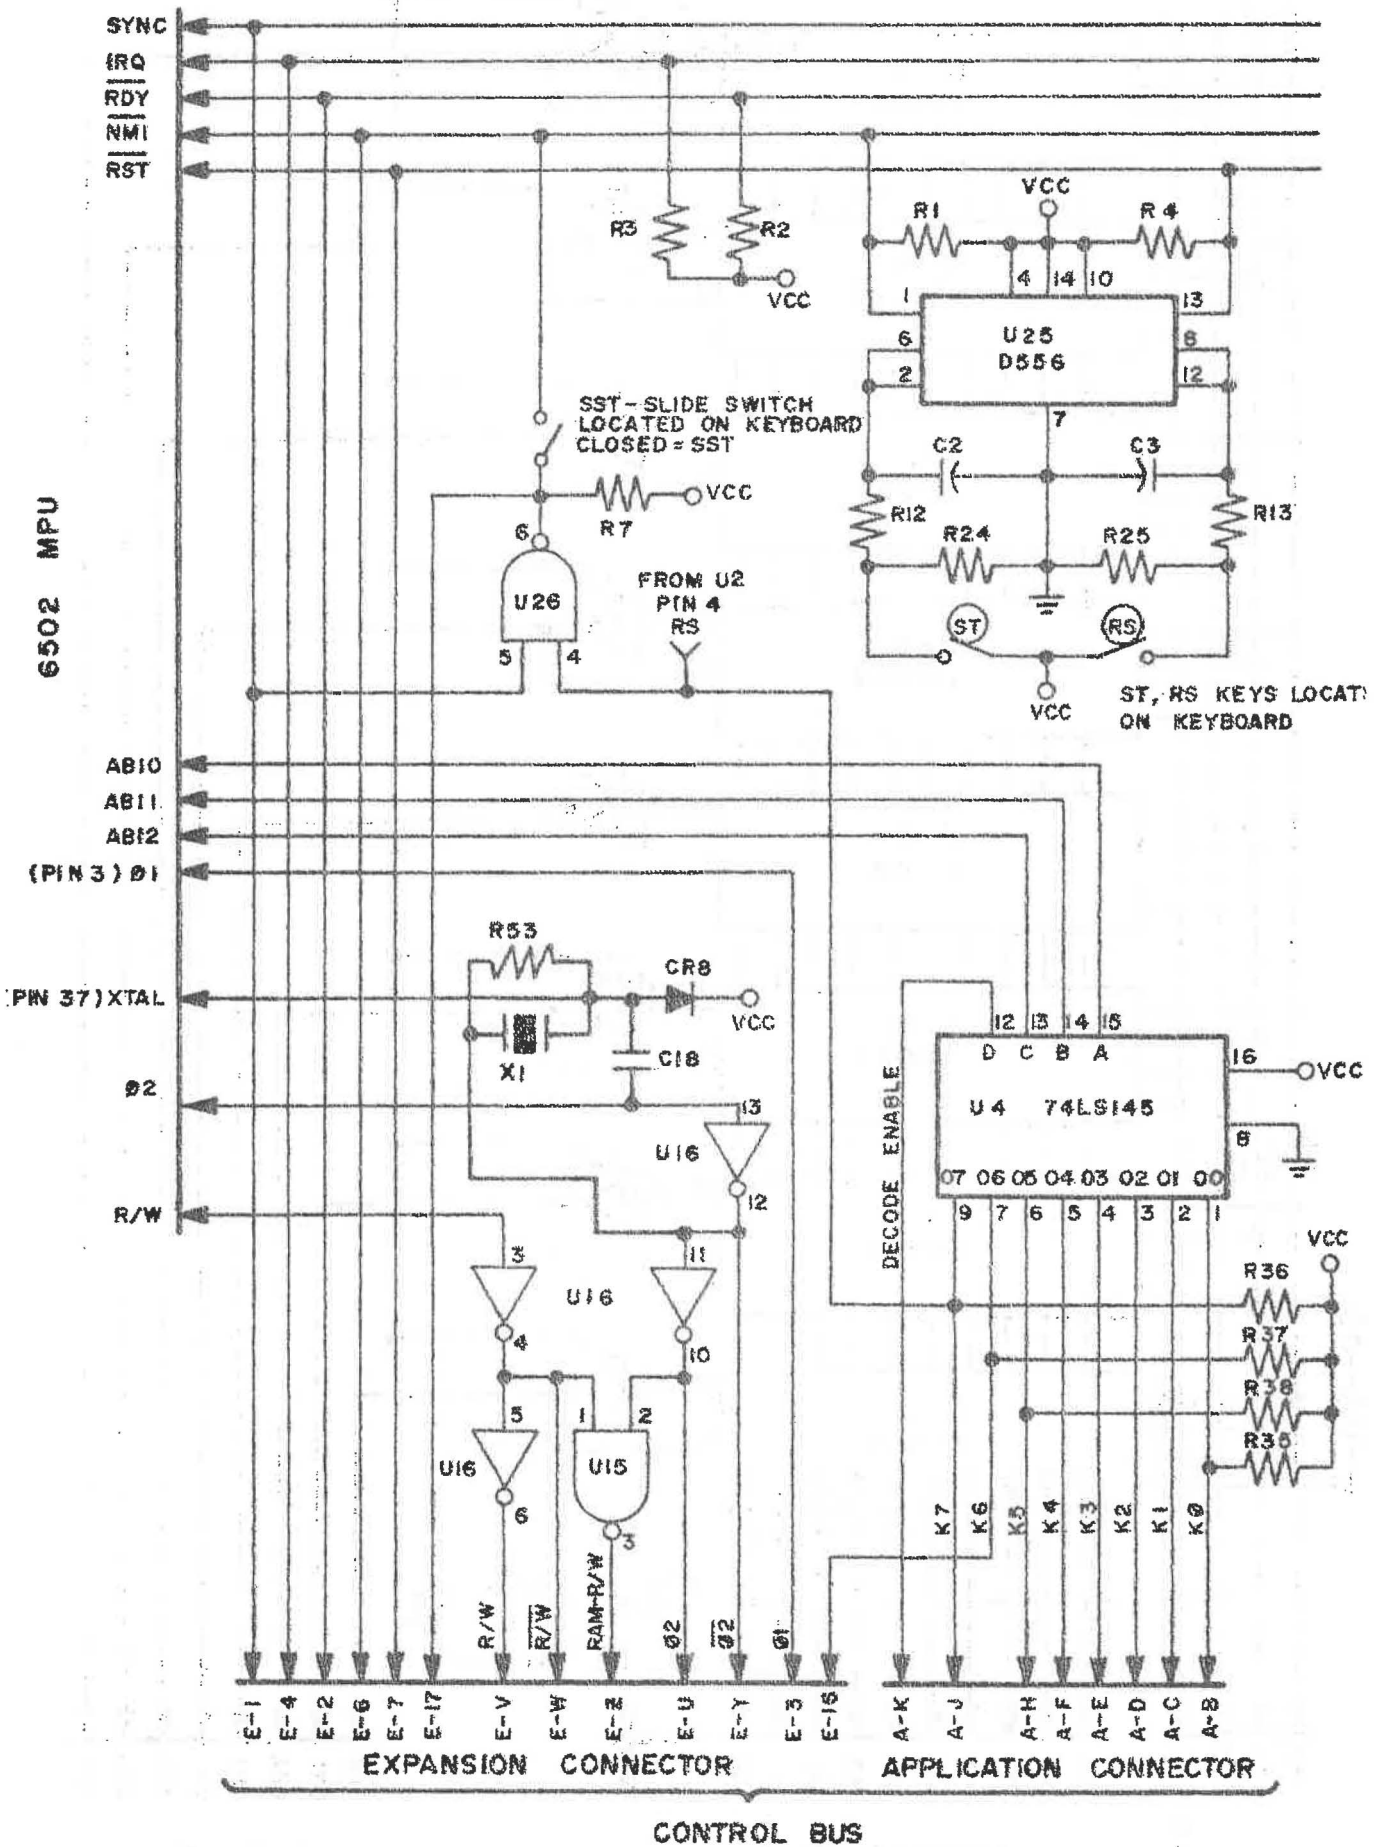 SYNC
IRQ
RDY
NMI
RST
VCC
R1
R4
R3
R2
VCC
4
14
10
1
13
U25
D556
6
8
2
12
7
SST-SLIDE SWITCH
LOCATED ON KEYBOARD
CLOSED = SST
C2
C3
VCC
R7
R12
R13
R24
R25
6
U26
FROM U2
PIN 4
RS
5
4
ST
RS
VCC
ST, RS KEYS LOCAT
ON KEYBOARD
6502 MPU
AB10
AB11
AB12
(PIN 3) Ø1
R53
CR8
(PIN 37) XTAL
VCC
X1
C18
Ø2
13
U16
12
12 13 14 15
D C B A
16
VCC
U4 74LS145
8
DECODE ENABLE
07 06 05 04 03 02 01 00
9 7 6 5 4 3 2 1
R/W
3
11
U16
4
10
VCC
R36
R37
R38
R35
5
1
2
U16
U15
6
3
K7 K6 K5 K4 K3 K2 K1 KØ
R/W
R/W
RAM-R/W
Ø2
Ø2
Ø1
E-1 E-4 E-2 E-6 E-7 E-17 E-V E-W E-Z E-U E-Y E-3 E-15
A-K A-J A-H A-F A-E A-D A-C A-B
EXPANSION CONNECTOR
APPLICATION CONNECTOR
CONTROL BUS